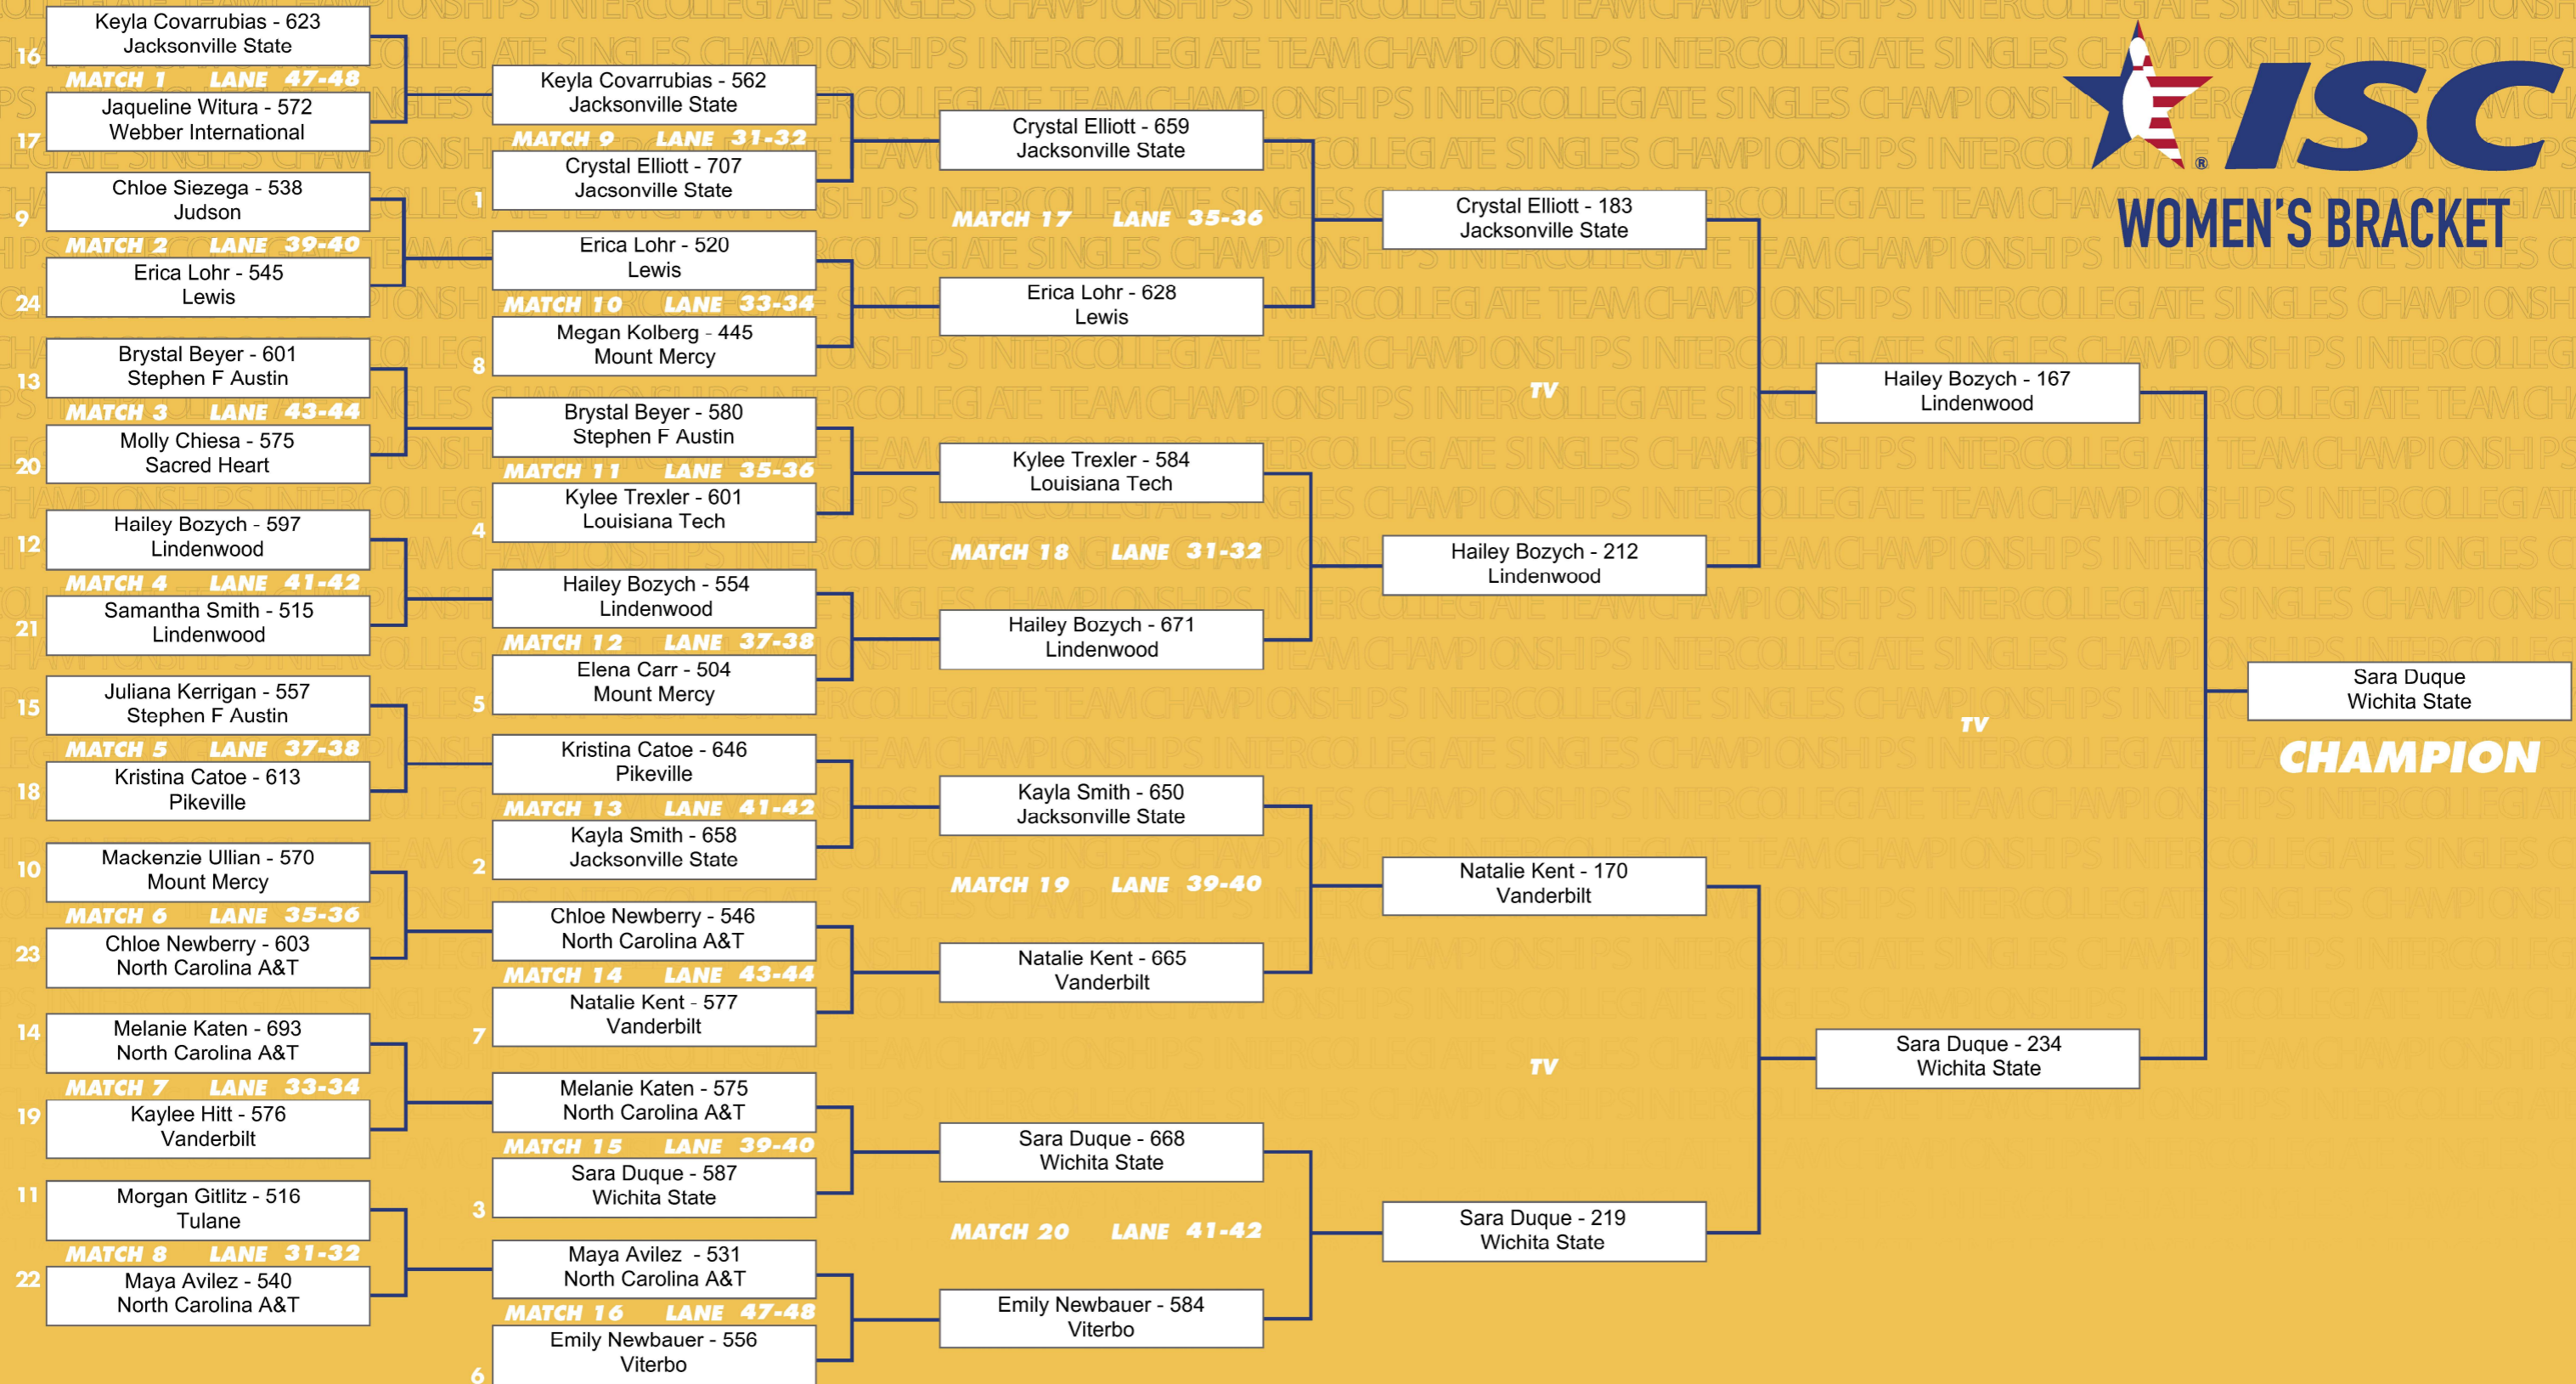 ISC
®
WOMEN'S BRACKET
16
Keyla Covarrubias - 623
Jacksonville State
MATCH 1 LANE 47-48
17
Jaqueline Witura - 572
Webber International
9
Chloe Siezega - 538
Judson
MATCH 2 LANE 39-40
24
Erica Lohr - 545
Lewis
13
Brystal Beyer - 601
Stephen F Austin
MATCH 3 LANE 43-44
20
Molly Chiesa - 575
Sacred Heart
12
Hailey Bozych - 597
Lindenwood
MATCH 4 LANE 41-42
21
Samantha Smith - 515
Lindenwood
15
Juliana Kerrigan - 557
Stephen F Austin
MATCH 5 LANE 37-38
18
Kristina Catoe - 613
Pikeville
10
Mackenzie Ullian - 570
Mount Mercy
MATCH 6 LANE 35-36
23
Chloe Newberry - 603
North Carolina A&T
14
Melanie Katen - 693
North Carolina A&T
MATCH 7 LANE 33-34
19
Kaylee Hitt - 576
Vanderbilt
11
Morgan Gitlitz - 516
Tulane
MATCH 8 LANE 31-32
22
Maya Avilez - 540
North Carolina A&T
Keyla Covarrubias - 562
Jacksonville State
MATCH 9 LANE 31-32
1
Crystal Elliott - 707
Jacsonville State
Erica Lohr - 520
Lewis
MATCH 10 LANE 33-34
8
Megan Kolberg - 445
Mount Mercy
Brystal Beyer - 580
Stephen F Austin
MATCH 11 LANE 35-36
4
Kylee Trexler - 601
Louisiana Tech
Hailey Bozych - 554
Lindenwood
MATCH 12 LANE 37-38
5
Elena Carr - 504
Mount Mercy
Kristina Catoe - 646
Pikeville
MATCH 13 LANE 41-42
2
Kayla Smith - 658
Jacksonville State
Chloe Newberry - 546
North Carolina A&T
MATCH 14 LANE 43-44
7
Natalie Kent - 577
Vanderbilt
Melanie Katen - 575
North Carolina A&T
MATCH 15 LANE 39-40
3
Sara Duque - 587
Wichita State
Maya Avilez - 531
North Carolina A&T
MATCH 16 LANE 47-48
6
Emily Newbauer - 556
Viterbo
Crystal Elliott - 659
Jacksonville State
MATCH 17 LANE 35-36
Erica Lohr - 628
Lewis
Kylee Trexler - 584
Louisiana Tech
MATCH 18 LANE 31-32
Hailey Bozych - 671
Lindenwood
Kayla Smith - 650
Jacksonville State
MATCH 19 LANE 39-40
Natalie Kent - 665
Vanderbilt
Sara Duque - 668
Wichita State
MATCH 20 LANE 41-42
Emily Newbauer - 584
Viterbo
Crystal Elliott - 183
Jacksonville State
TV
Hailey Bozych - 212
Lindenwood
Natalie Kent - 170
Vanderbilt
TV
Sara Duque - 219
Wichita State
Hailey Bozych - 167
Lindenwood
TV
Sara Duque - 234
Wichita State
Sara Duque
Wichita State
CHAMPION